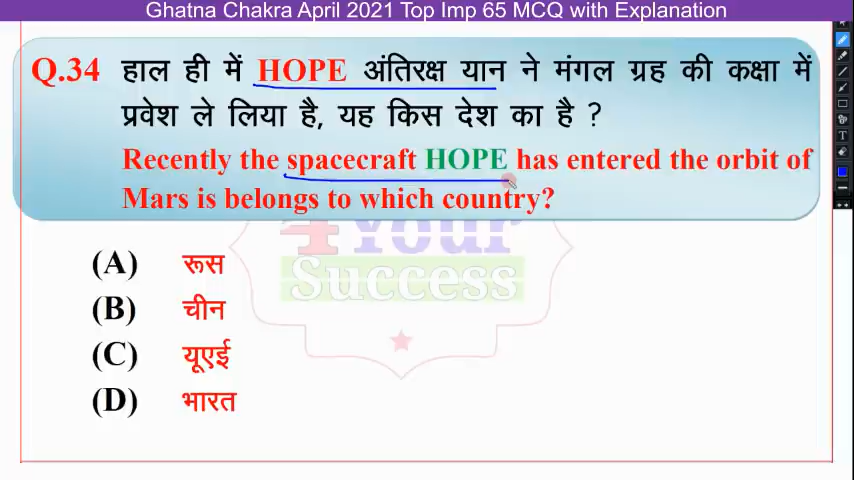 Ghatna Chakra April 2021 Top Imp 65 MCQ with Explanation
Q.34 हाल ही में HOPE अंतिरक्ष यान ने मंगल ग्रह की कक्षा में
प्रवेश ले लिया है, यह किस देश का है ?
Recently the spacecraft HOPE has entered the orbit of
Mars is belongs to which country?
4 Your
Success
(A) रूस
(B) चीन
(C) यूएई
(D) भारत